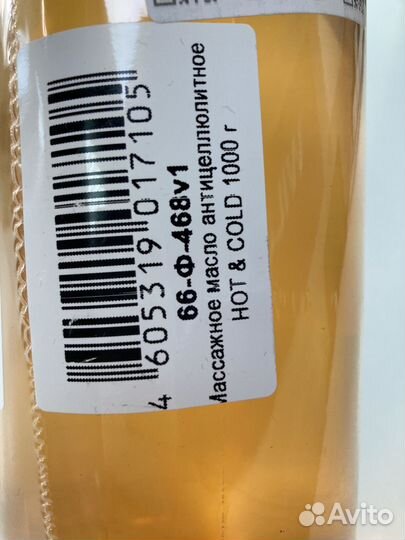 4 605319 017105
66-Ф-468v1
Массажное масло антицеллюлитное
HOT & COLD 1000 г
Avito